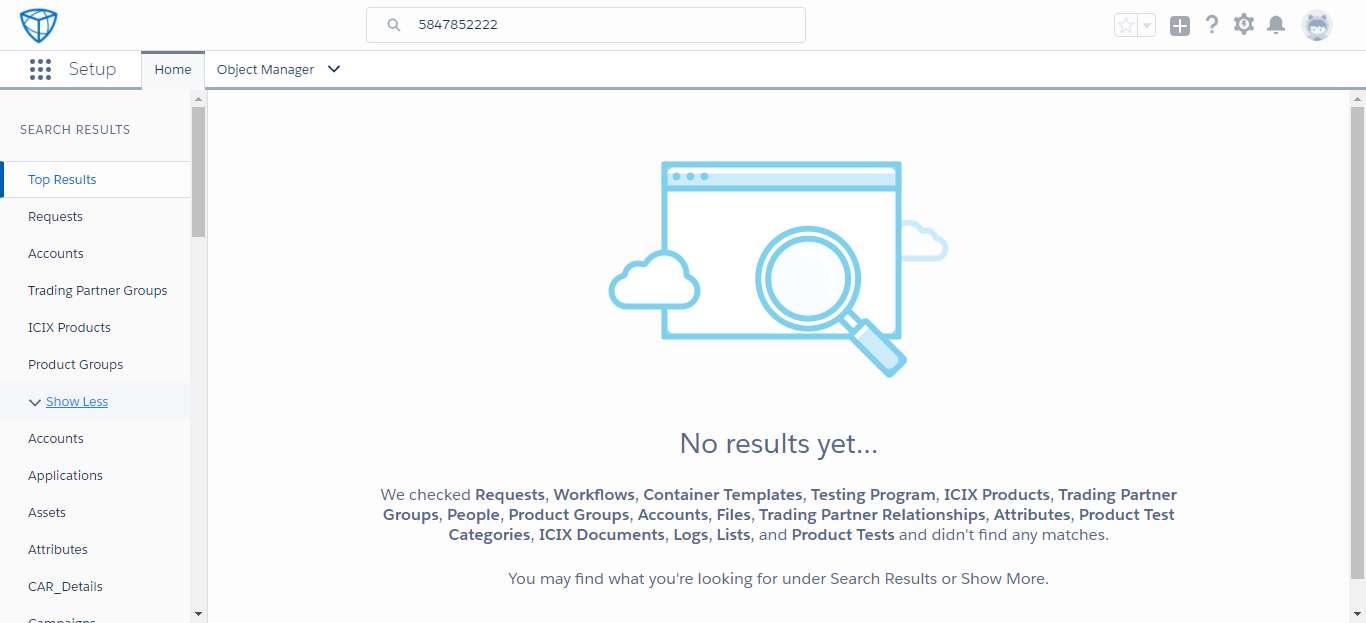 5847852222
Setup
Home
Object Manager
SEARCH RESULTS
Top Results
Requests
Accounts
Trading Partner Groups
ICIX Products
Product Groups
Show Less
Accounts
Applications
Assets
Attributes
CAR_Details
Campaigns
No results yet...
We checked Requests, Workflows, Container Templates, Testing Program, ICIX Products, Trading Partner
Groups, People, Product Groups, Accounts, Files, Trading Partner Relationships, Attributes, Product Test
Categories, ICIX Documents, Logs, Lists, and Product Tests and didn't find any matches.
You may find what you're looking for under Search Results or Show More.